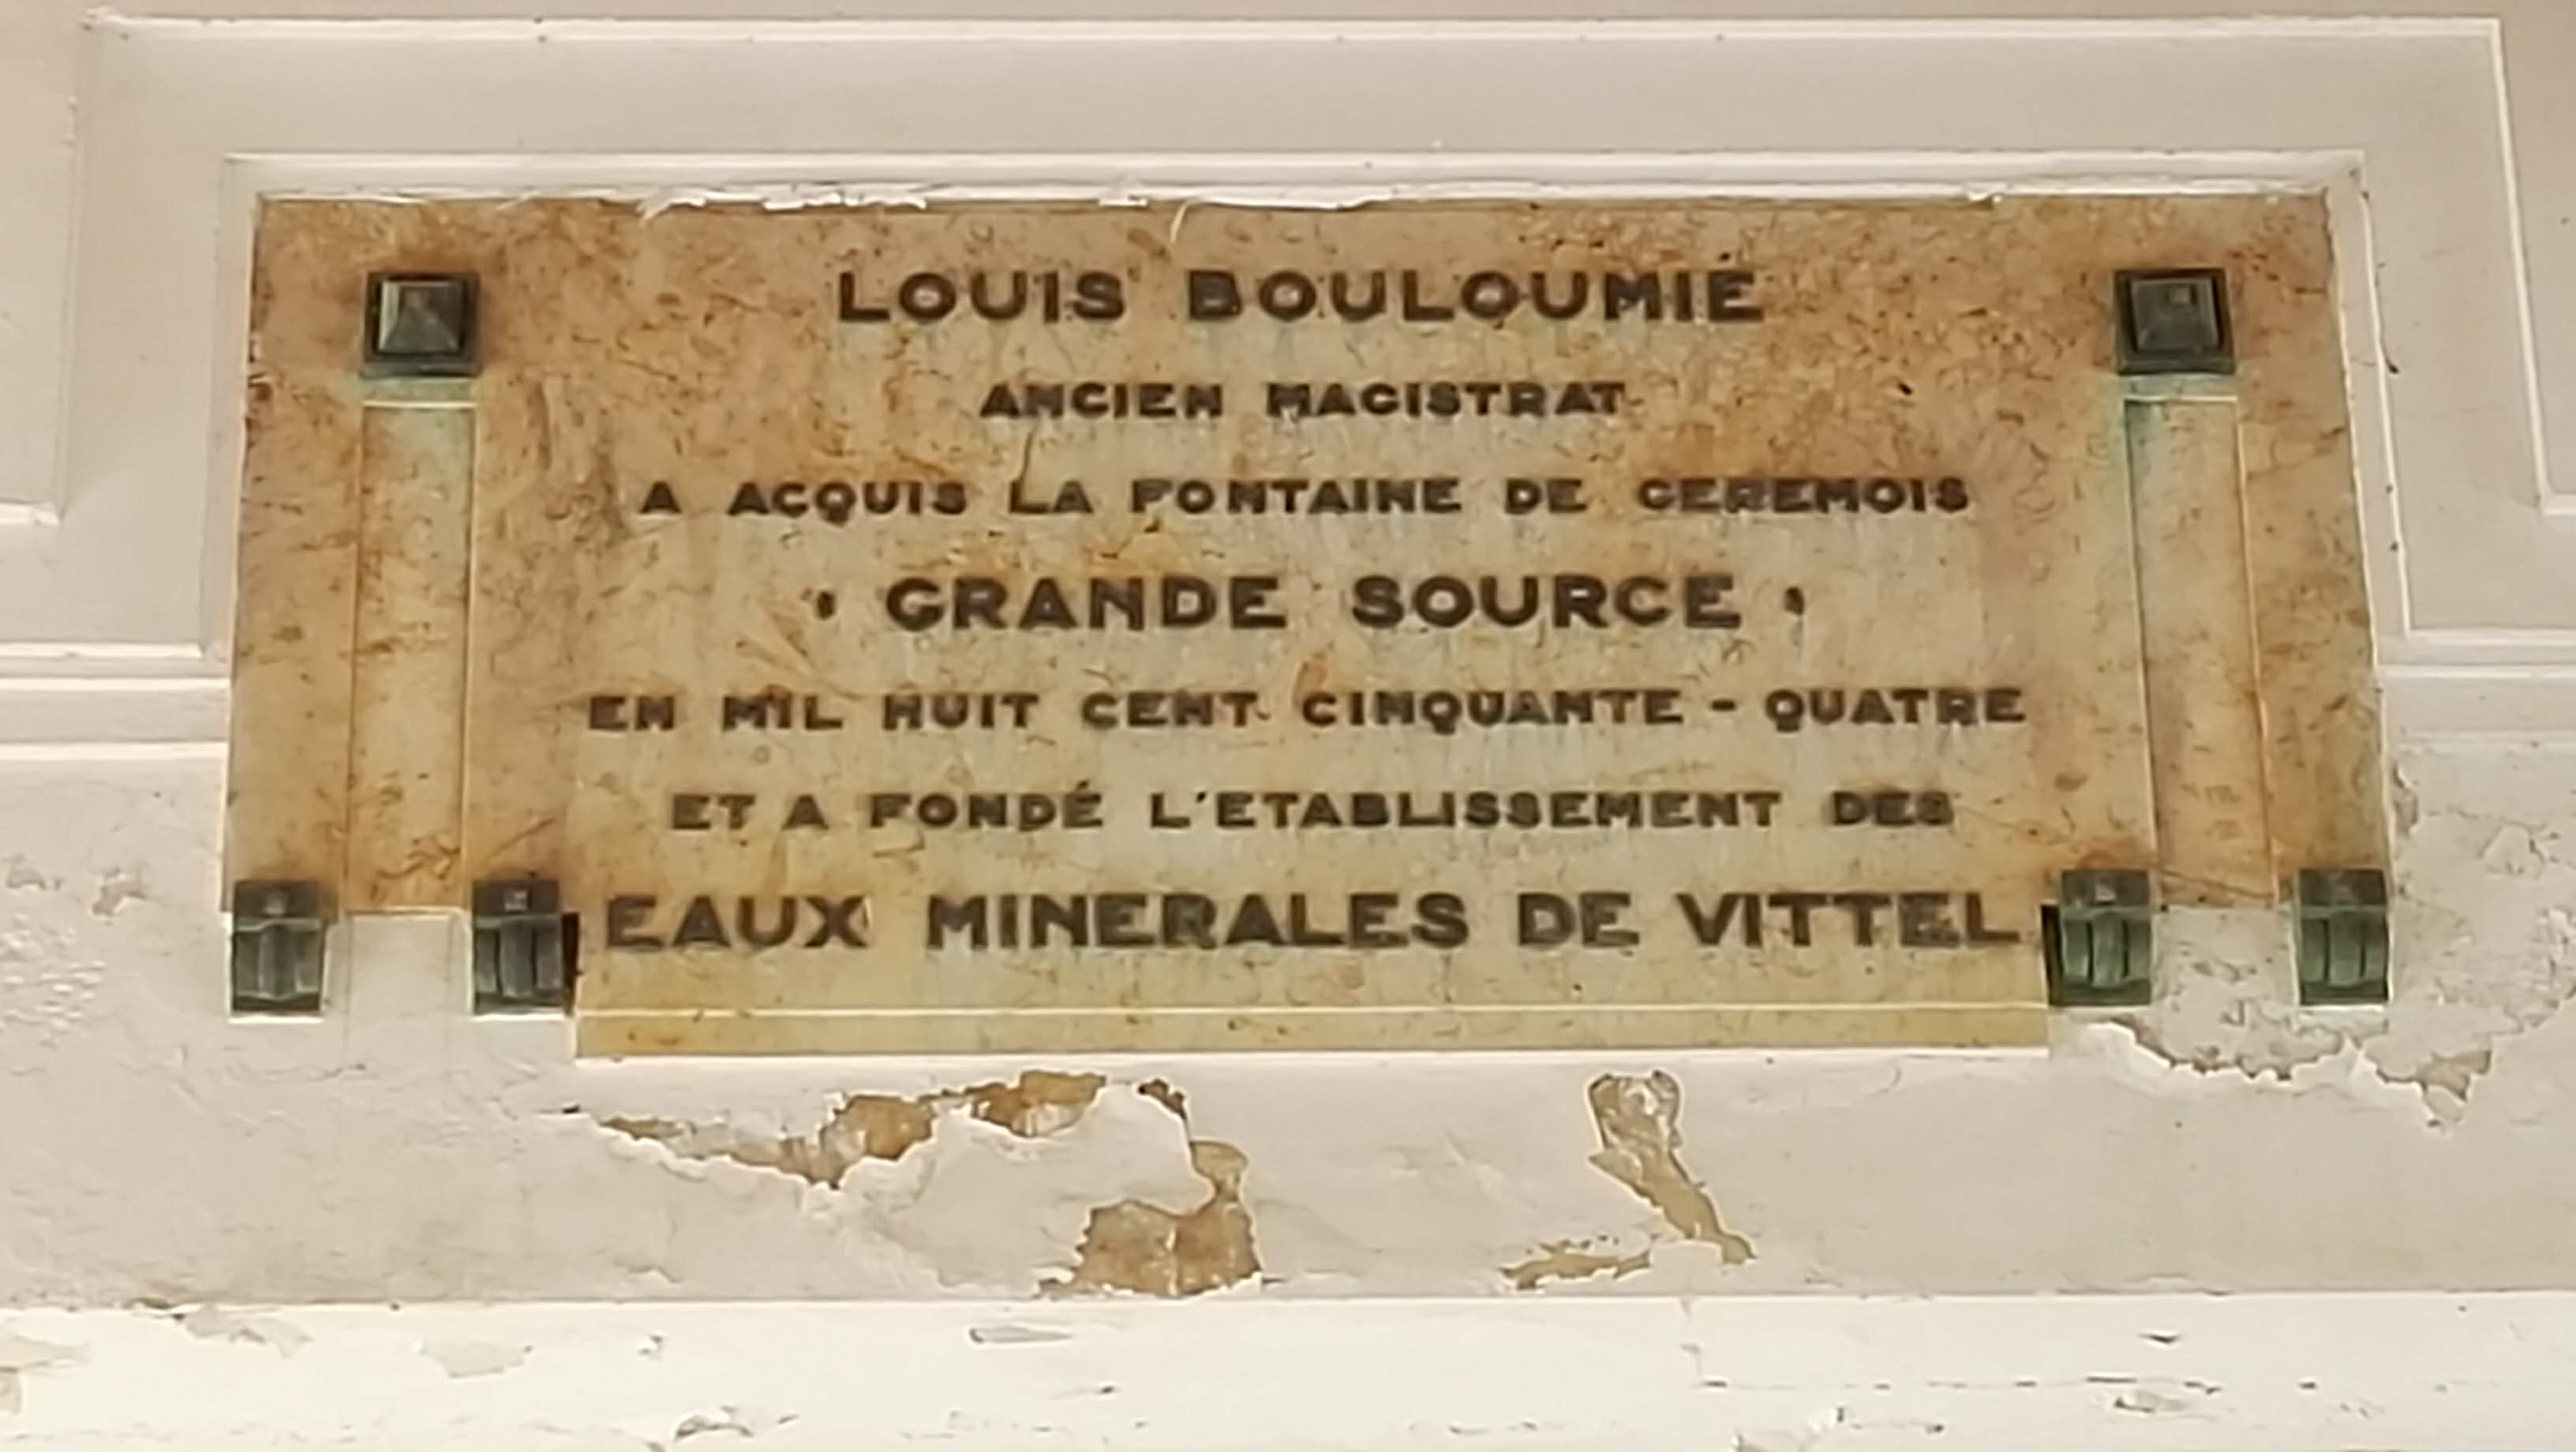 LOUIS BOULOUMIÉ
ANCIEN MAGISTRAT
A ACQUIS LA FONTAINE DE GEREMOIS
· GRANDE SOURCE ·
EN MIL HUIT CENT CINQUANTE - QUATRE
ET A FONDÉ L'ETABLISSEMENT DES
EAUX MINERALES DE VITTEL